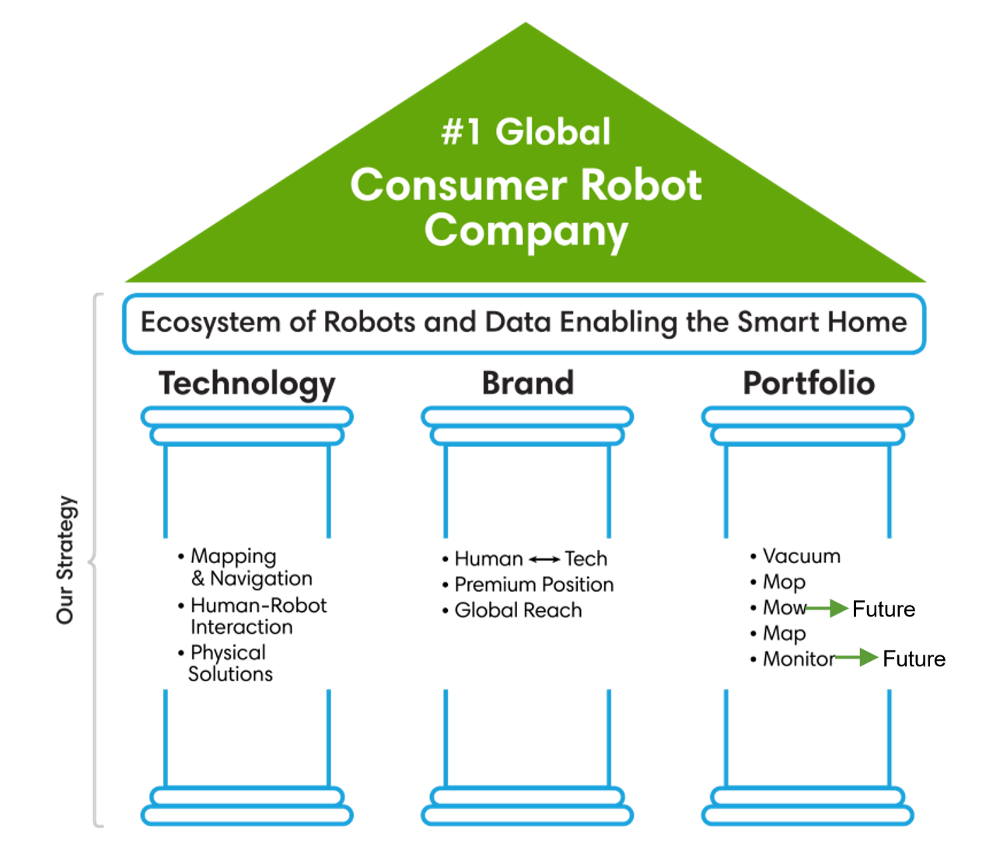 #1 Global
Consumer Robot
Company
Ecosystem of Robots and Data Enabling the Smart Home
Our Strategy
Technology
• Mapping
& Navigation
• Human-Robot
Interaction
• Physical
Solutions
Brand
• Human ↔ Tech
• Premium Position
• Global Reach
Portfolio
• Vacuum
• Mop
• Mow → Future
• Map
• Monitor → Future